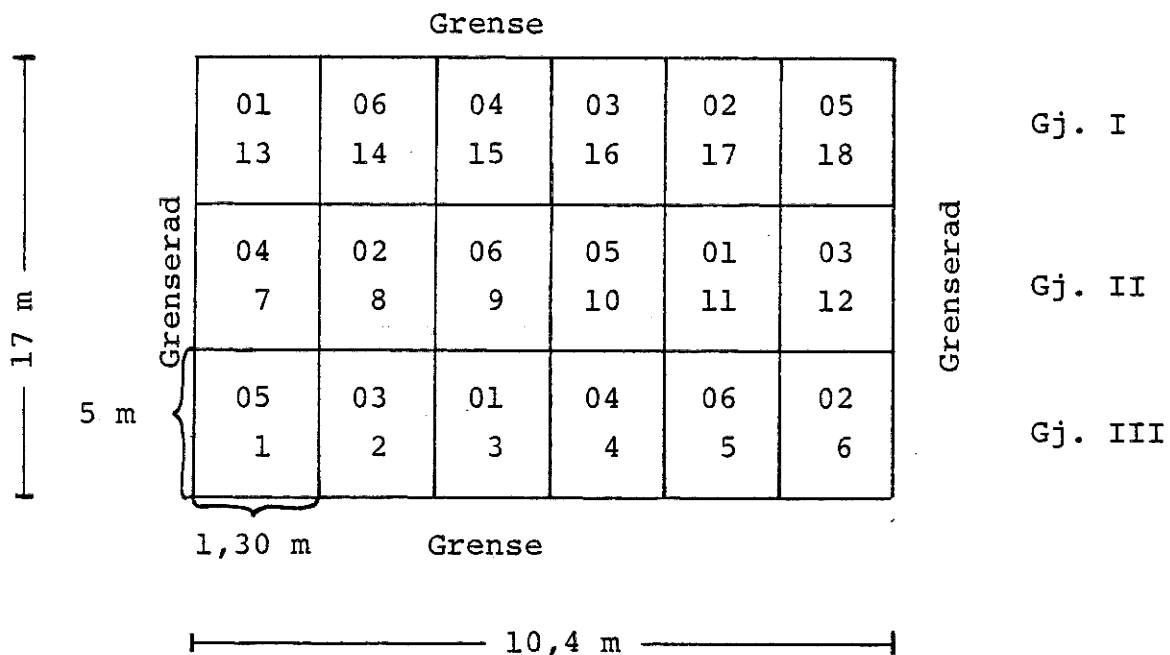 Grense
01 06 04 03 02 05
Gj. I
13 14 15 16 17 18
Grenserad
04 02 06 05 01 03
Gj. II
7 8 9 10 11 12
Grenserad
17 m
5 m
05 03 01 04 06 02
Gj. III
1 2 3 4 5 6
1,30 m
Grense
10,4 m